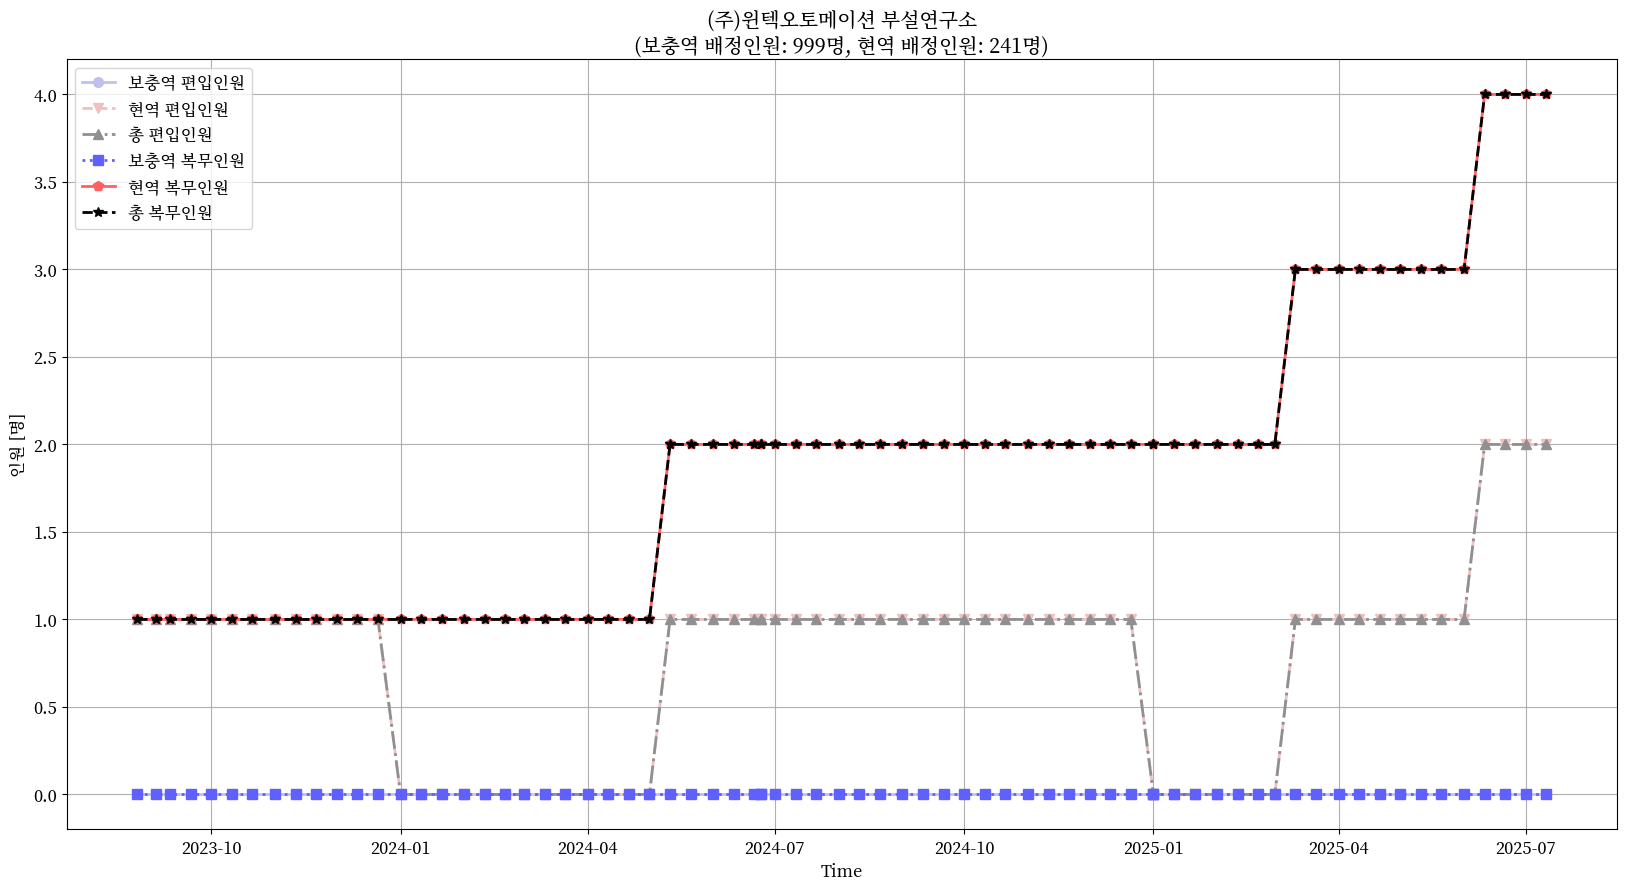 (주)윈텍오토메이션 부설연구소
(보충역 배정인원: 999명, 현역 배정인원: 241명)
보충역 편입인원
현역 편입인원
총 편입인원
보충역 복무인원
현역 복무인원
총 복무인원
4.0
3.5
3.0
2.5
2.0
1.5
1.0
0.5
0.0
인원 [명]
2023-10
2024-01
2024-04
2024-07
2024-10
2025-01
2025-04
2025-07
Time